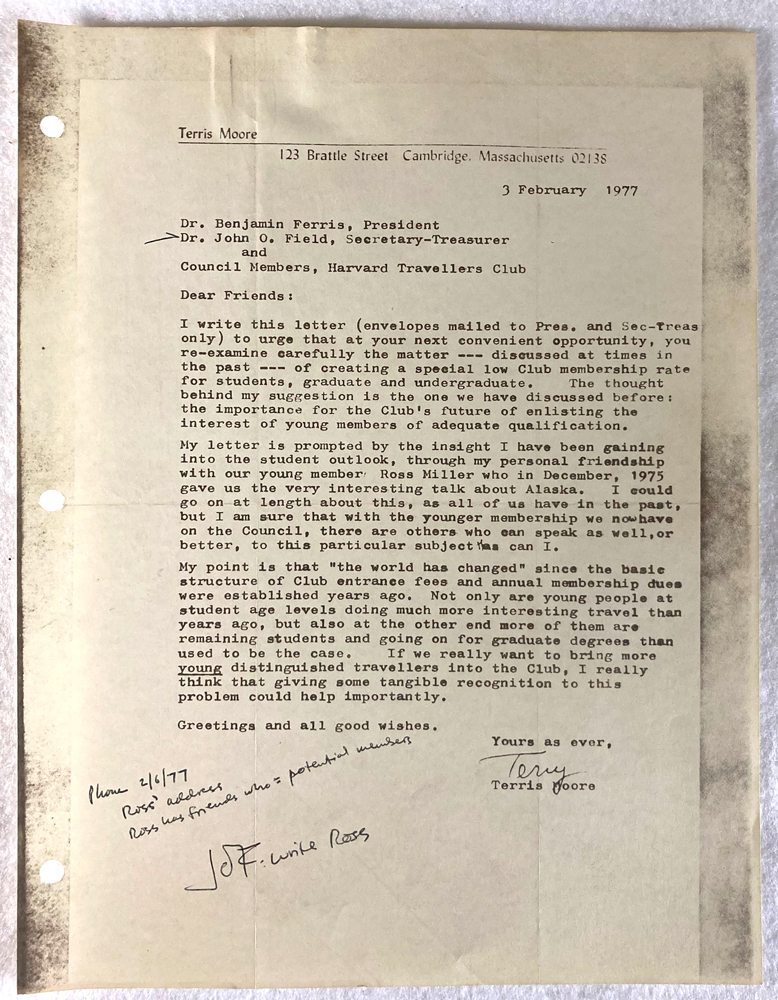 Terris Moore
123 Brattle Street Cambridge, Massachusetts 02138
3 February 1977
Dr. Benjamin Ferris, President
Dr. John O. Field, Secretary-Treasurer
and
Council Members, Harvard Travellers Club
Dear Friends:
I write this letter (envelopes mailed to Pres. and Sec-Treas
only) to urge that at your next convenient opportunity, you
re-examine carefully the matter --- discussed at times in
the past --- of creating a special low Club membership rate
for students, graduate and undergraduate. The thought
behind my suggestion is the one we have discussed before:
the importance for the Club's future of enlisting the
interest of young members of adequate qualification.
My letter is prompted by the insight I have been gaining
into the student outlook, through my personal friendship
with our young member Ross Miller who in December, 1975
gave us the very interesting talk about Alaska. I could
go on at length about this, as all of us have in the past,
but I am sure that with the younger membership we now have
on the Council, there are others who can speak as well, or
better, to this particular subject as can I.
My point is that "the world has changed" since the basic
structure of Club entrance fees and annual membership dues
were established years ago. Not only are young people at
student age levels doing much more interesting travel than
years ago, but also at the other end more of them are
remaining students and going on for graduate degrees than
used to be the case. If we really want to bring more
young distinguished travellers into the Club, I really
think that giving some tangible recognition to this
problem could help importantly.
Greetings and all good wishes.
Yours as ever,
Terry
Terris Moore
Phone 2/6/77
Ross' address
Ross has friends who = potential members
JOF: write Ross